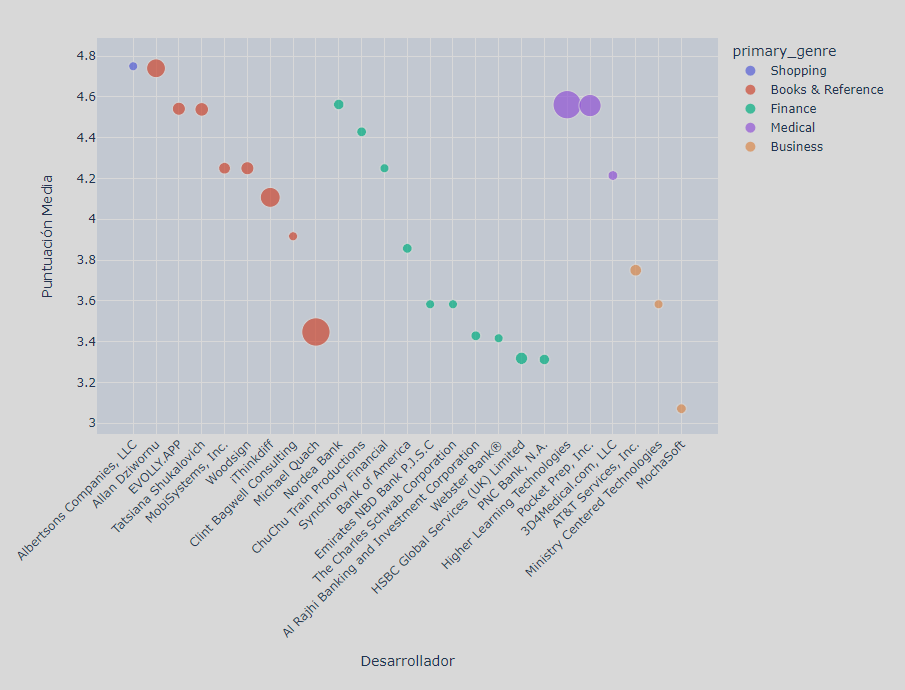 primary_genre
Shopping
Books & Reference
Finance
Medical
Business
Puntuación Media
4.8
4.6
4.4
4.2
4
3.8
3.6
3.4
3.2
3
Albertsons Companies, LLC
Allan Dziwornu
EVOLLY.APP
Tatsiana Shukalovich
MobiSystems, Inc.
Woodsign
iThinkdiff
Clint Bagwell Consulting
Michael Quach
Nordea Bank
ChuChu Train Productions
Synchrony Financial
Bank of America
Emirates NBD Bank P.J.S.C
The Charles Schwab Corporation
Al Rajhi Banking and Investment Corporation
Webster Bank®
HSBC Global Services (UK) Limited
PNC Bank, N.A.
Higher Learning Technologies
Pocket Prep, Inc.
3D4Medical.com, LLC
AT&T Services, Inc.
Ministry Centered Technologies
MochaSoft
Desarrollador